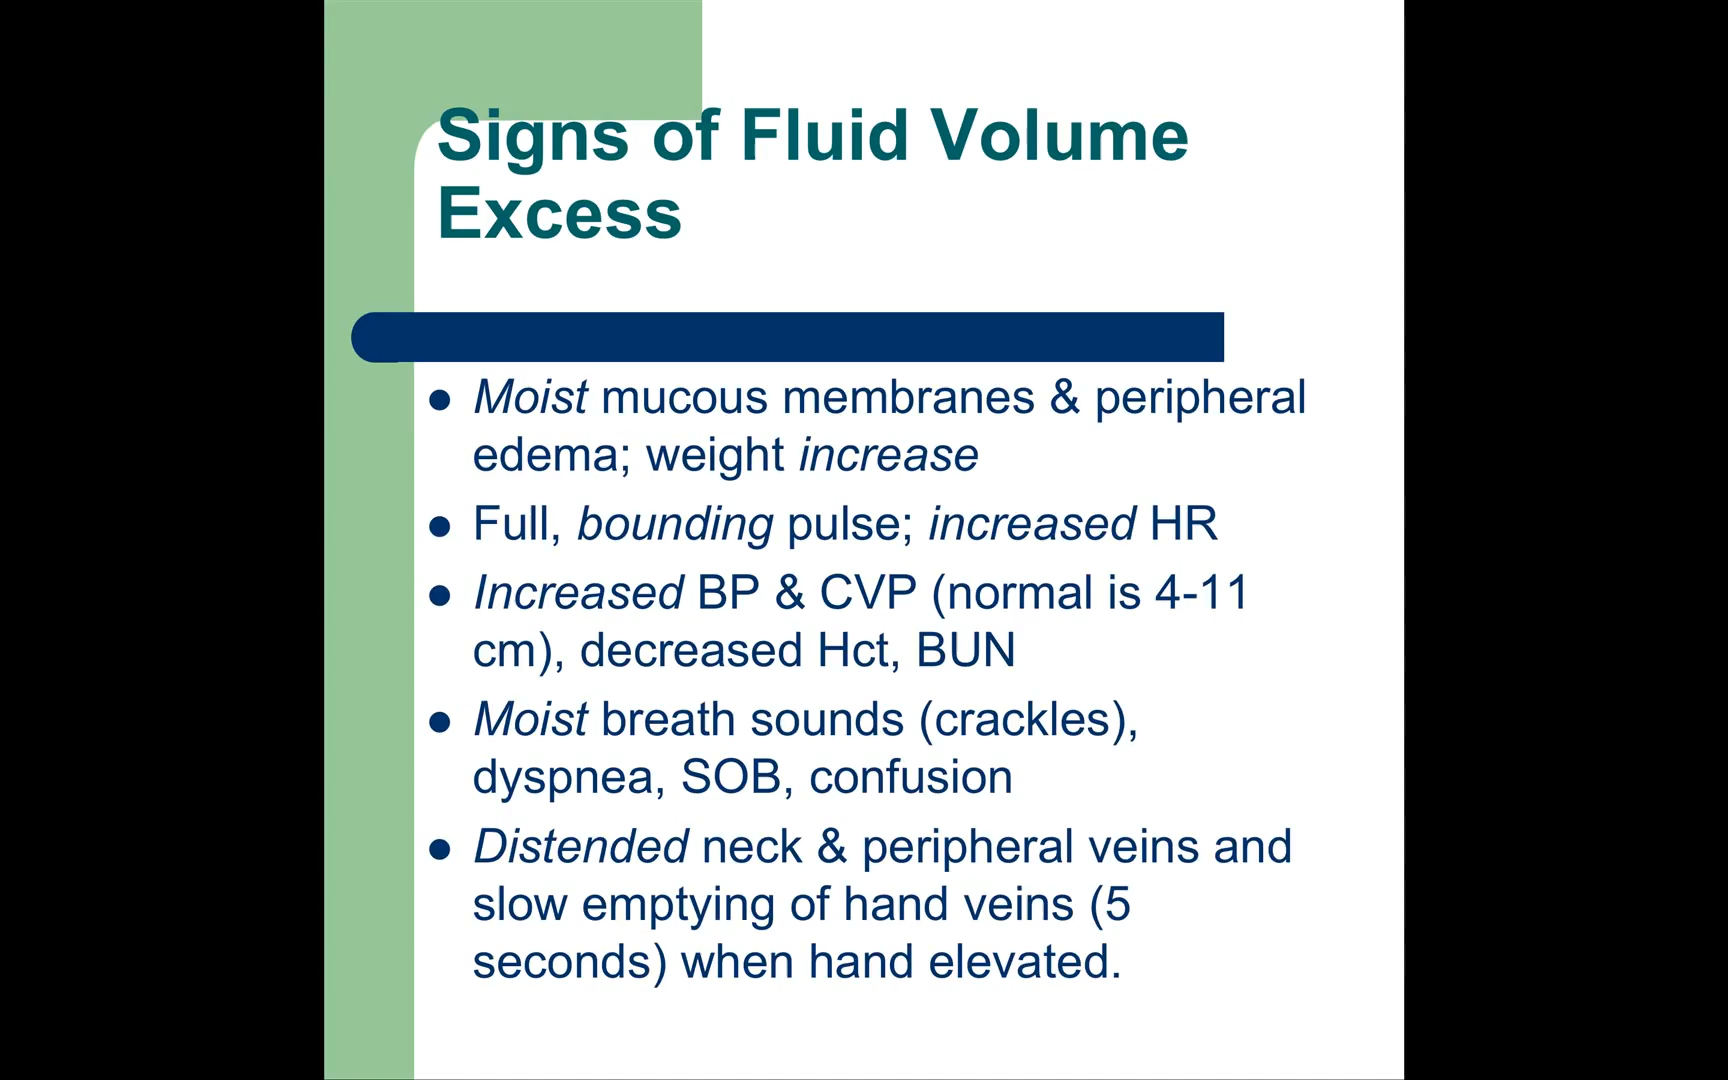 Signs of Fluid Volume
Excess
● Moist mucous membranes & peripheral
edema; weight increase
● Full, bounding pulse; increased HR
● Increased BP & CVP (normal is 4-11
cm), decreased Hct, BUN
● Moist breath sounds (crackles),
dyspnea, SOB, confusion
● Distended neck & peripheral veins and
slow emptying of hand veins (5
seconds) when hand elevated.